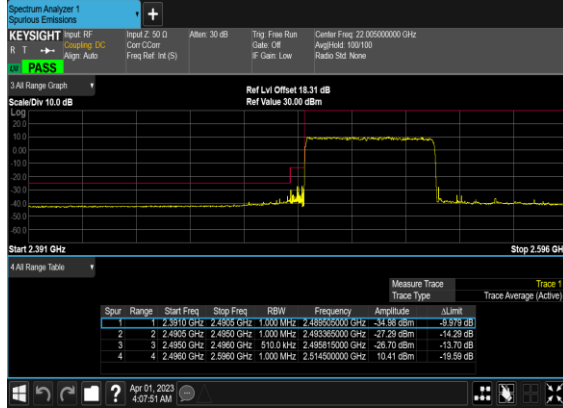 Spectrum Analyzer 1
Spurious Emissions
KEYSIGHT
R T
PASS
Input: RF
Coupling: DC
Align: Auto
Input Z: 50 Ω
Corr CCorr
Freq Ref: Int (S)
Atten: 30 dB
Trig: Free Run
Gate: Off
IF Gain: Low
Center Freq: 22.005000000 GHz
Avg|Hold: 100/100
Radio Std: None
3 All Range Graph
Ref Lvl Offset 18.31 dB
Scale/Div 10.0 dB
Ref Value 30.00 dBm
Log
20.0
10.0
0.00
-10.0
-20.0
-30.0
-40.0
-50.0
-60.0
Start 2.391 GHz
Stop 2.596 GH
4 All Range Table
Measure Trace Trace 1
Trace Type Trace Average (Active)
Spur Range Start Freq Stop Freq RBW Frequency Amplitude ΔLimit
1 1 2.3910 GHz 2.4905 GHz 1.000 MHz 2.489505000 GHz -34.98 dBm -9.979 dB
2 2 2.4905 GHz 2.4950 GHz 1.000 MHz 2.493365000 GHz -27.29 dBm -14.29 dB
3 3 2.4950 GHz 2.4960 GHz 510.0 kHz 2.495815000 GHz -26.70 dBm -13.70 dB
4 4 2.4960 GHz 2.5960 GHz 1.000 MHz 2.514500000 GHz 10.41 dBm -19.59 dB
Apr 01, 2023
4:07:51 AM